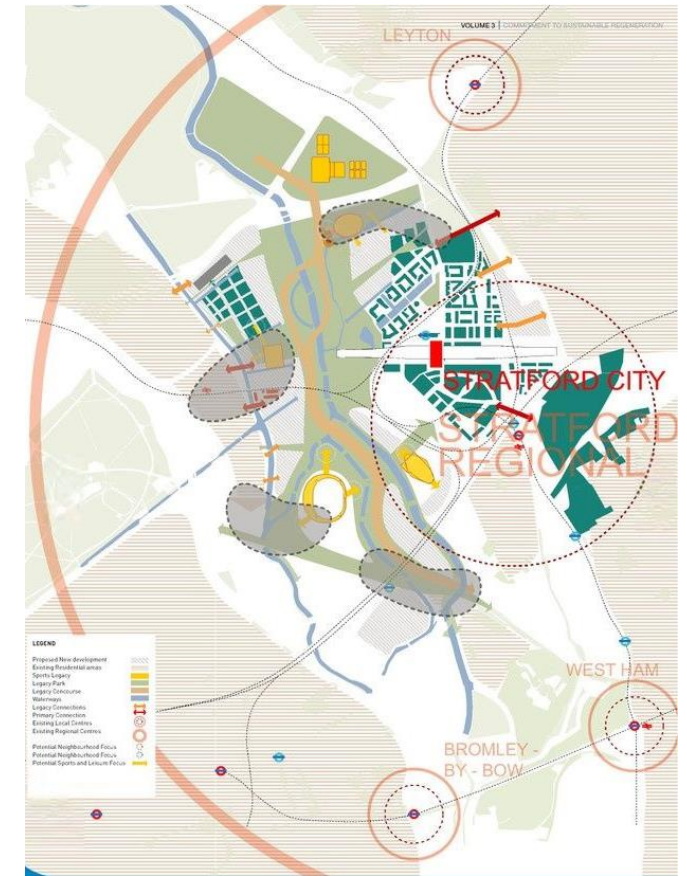 VOLUME 3 | COMMITMENT TO SUSTAINABLE REGENERATION
LEYTON
STRATFORD CITY
STRATFORD
REGIONAL
WEST HAM
BROMLEY -
BY - BOW
LEGEND
Proposed New development
Existing Residential areas
Sports Legacy
Legacy Park
Legacy Concourse
Waterways
Legacy Connections
Primary Connection
Existing Local Centres
Existing Regional Centres
Potential Neighbourhood Focus
Potential Neighbourhood Focus
Potential Sports and Leisure Focus